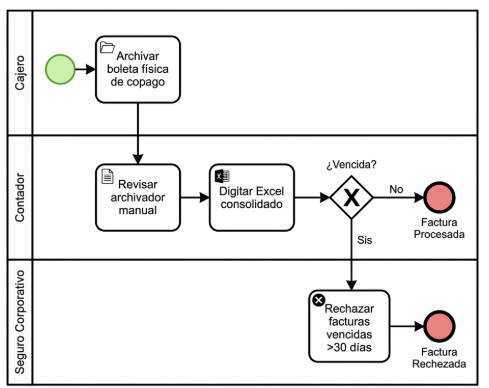 Cajero
Archivar
boleta física
de copago
Contador
Revisar
archivador
manual
Digitar Excel
consolidado
¿Vencida?
X
No
Sis
Factura
Procesada
Seguro Corporativo
Rechazar
facturas
vencidas
>30 días
Factura
Rechezada